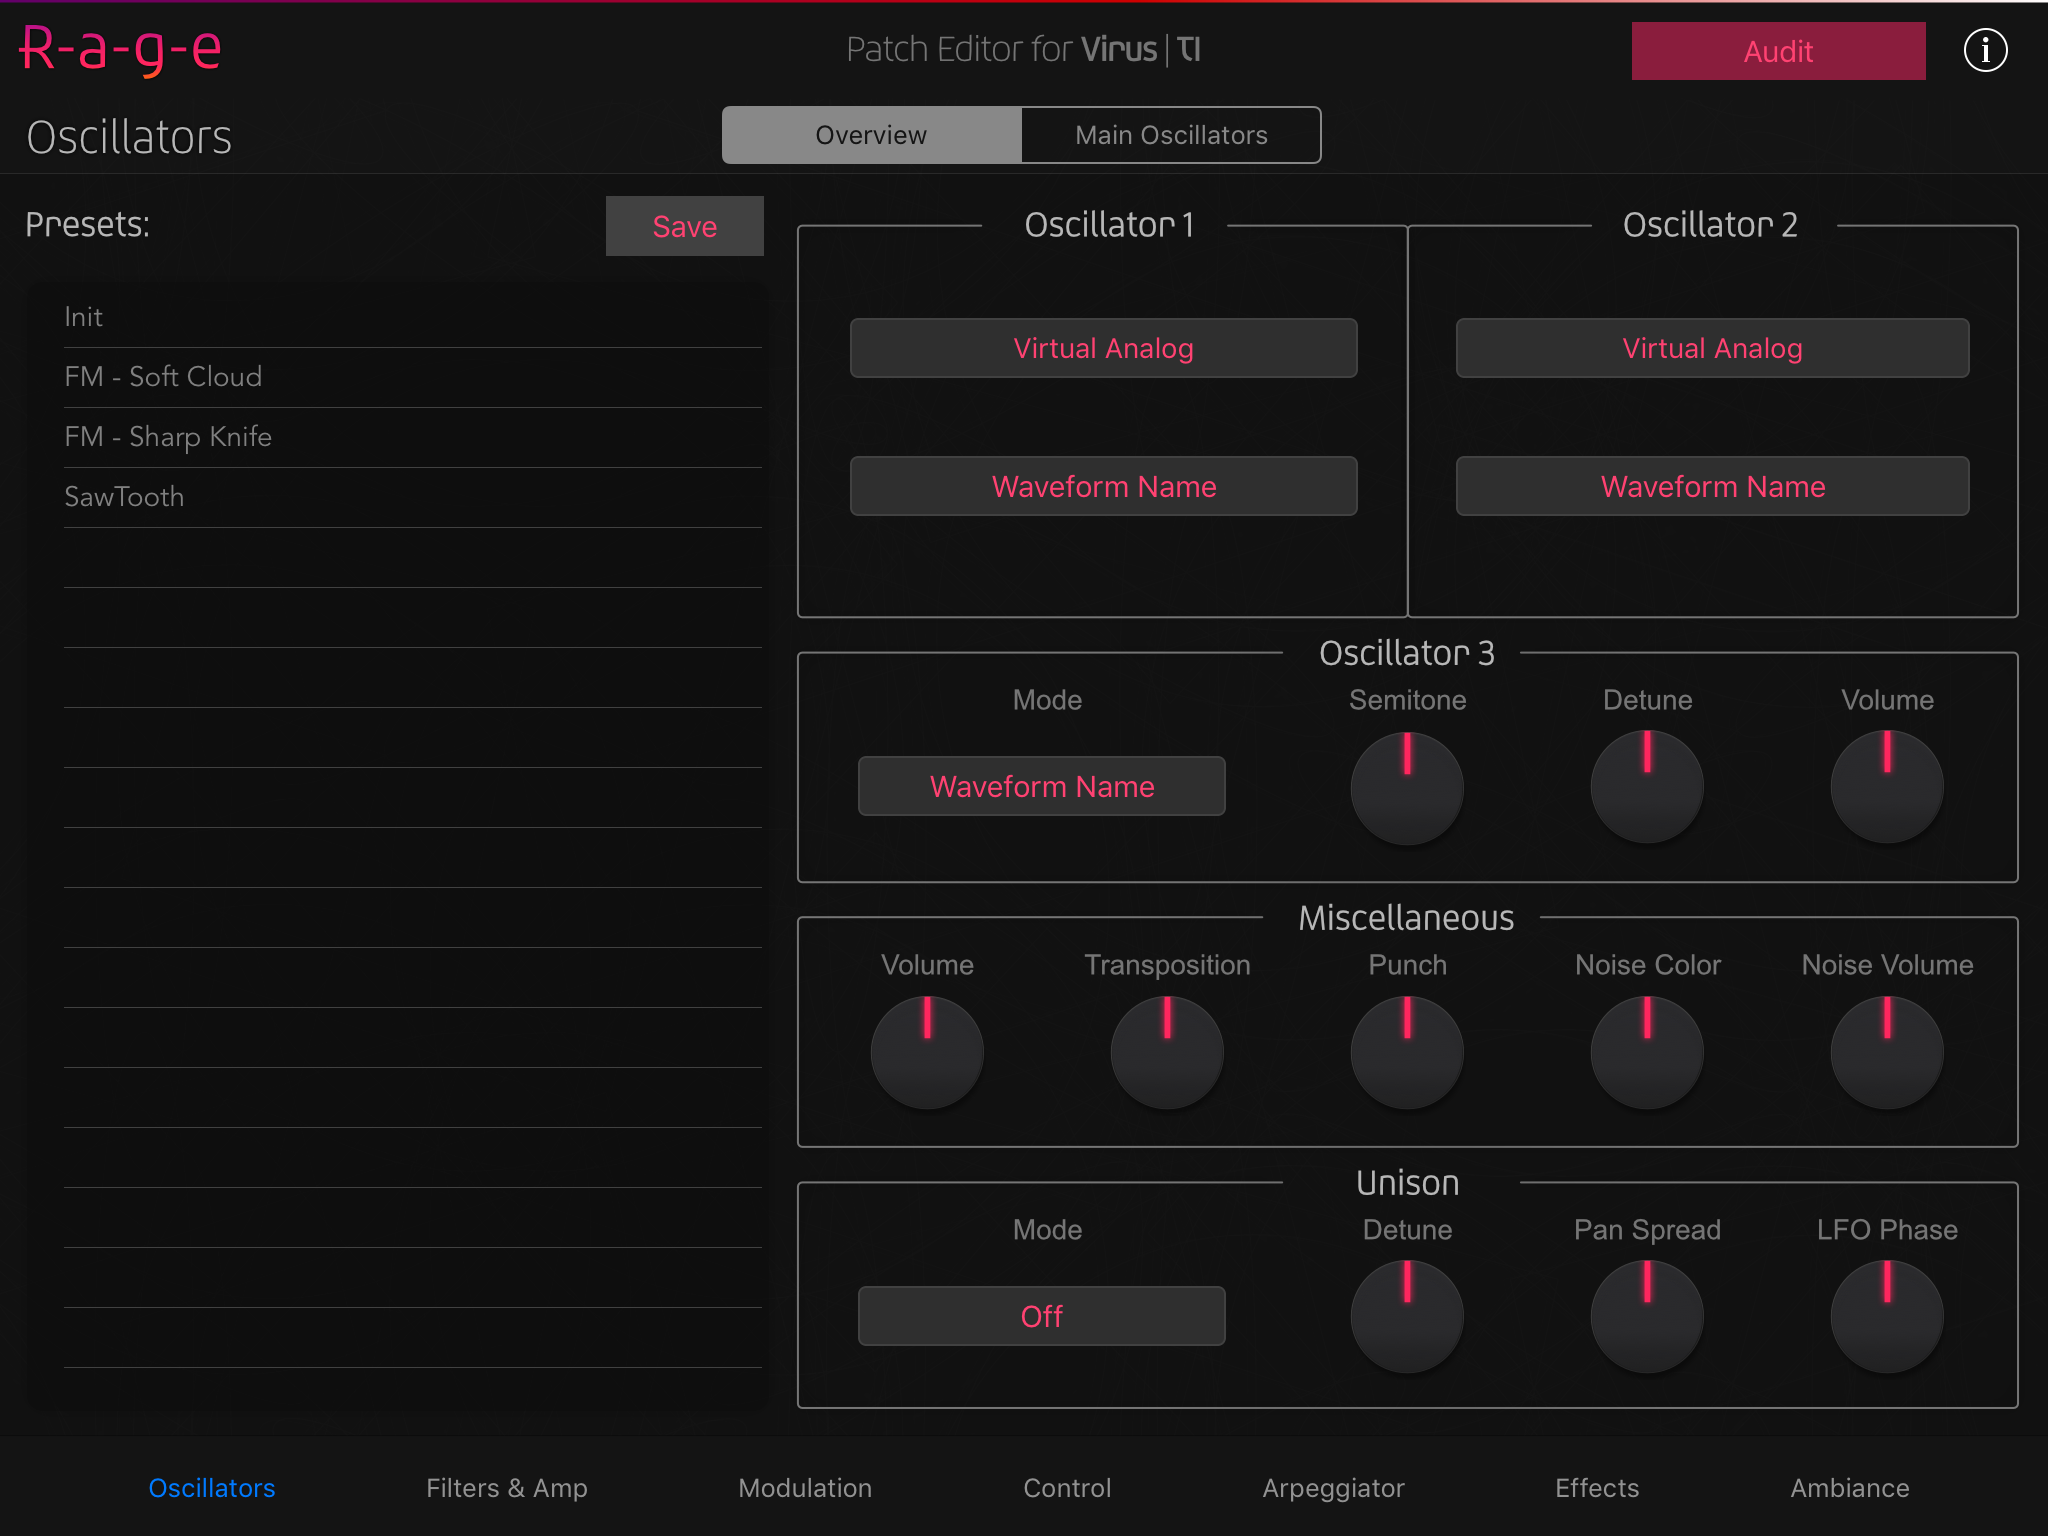 R-a-g-e
Patch Editor for Virus|TI
Audit
i
Oscillators
Overview
Main Oscillators
Presets:
Save
Init
FM - Soft Cloud
FM - Sharp Knife
SawTooth
Oscillator 1
Virtual Analog
Waveform Name
Oscillator 2
Virtual Analog
Waveform Name
Oscillator 3
Mode
Semitone
Detune
Volume
Waveform Name
Miscellaneous
Volume
Transposition
Punch
Noise Color
Noise Volume
Unison
Mode
Detune
Pan Spread
LFO Phase
Off
Oscillators
Filters & Amp
Modulation
Control
Arpeggiator
Effects
Ambiance